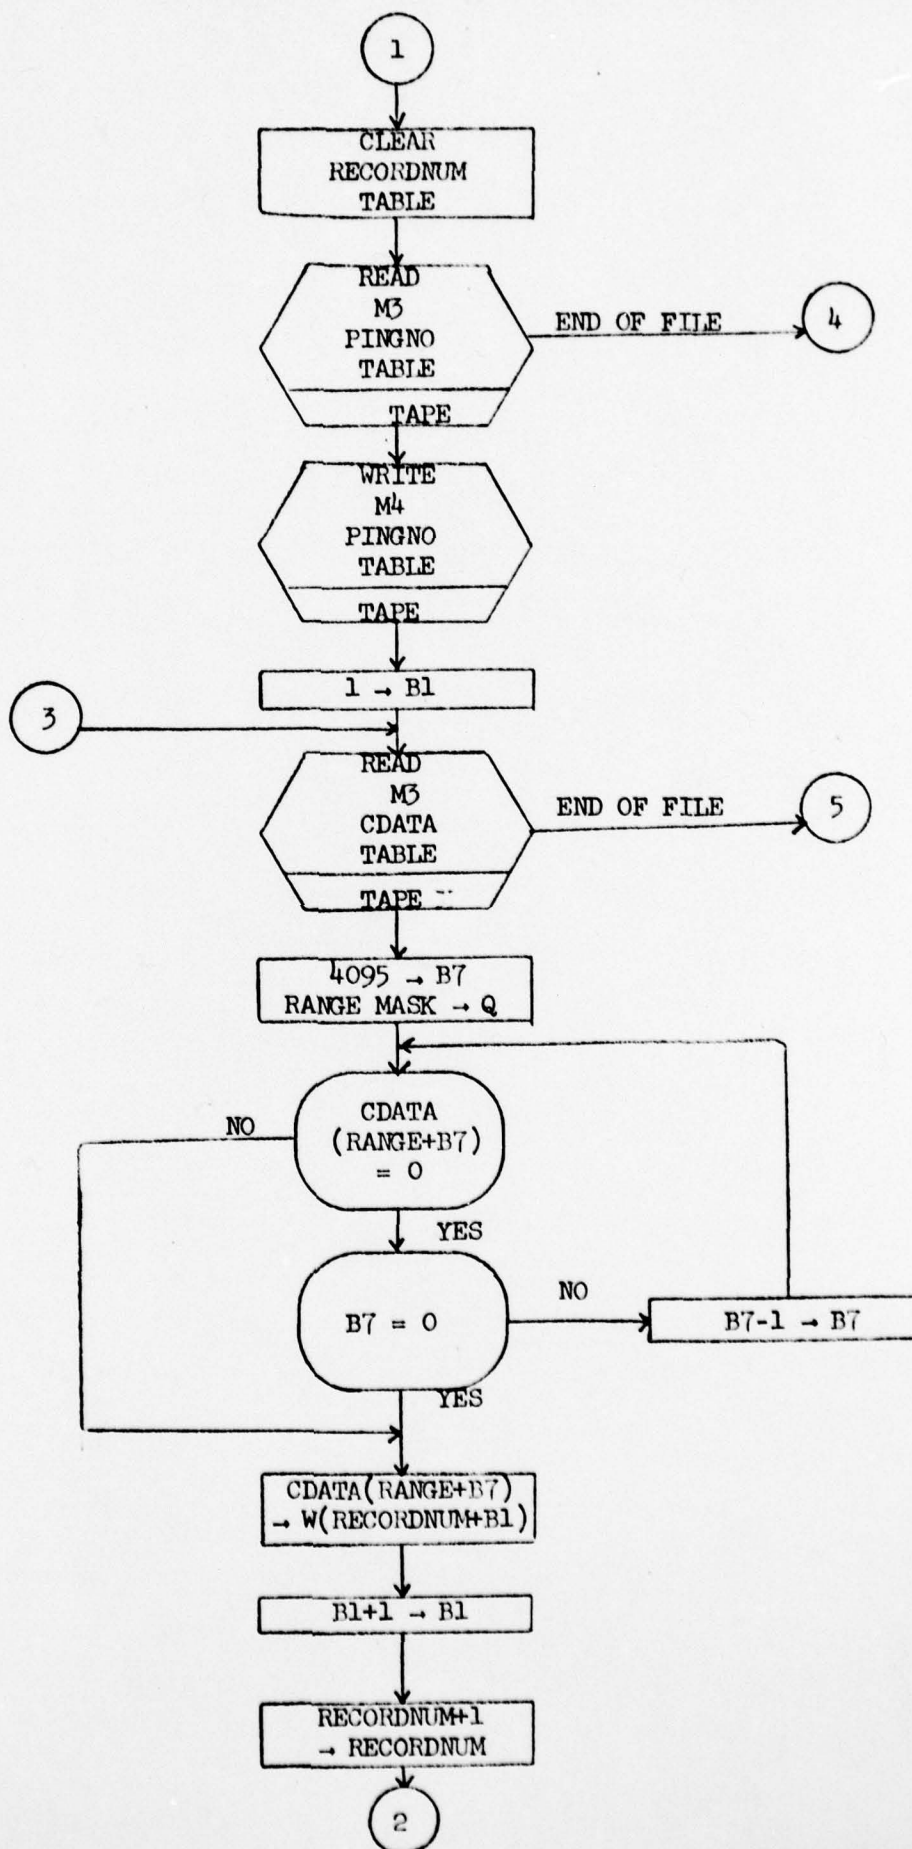 1
CLEAR
RECORDNUM
TABLE
READ
M3
PINGNO
TABLE
TAPE
END OF FILE
4
WRITE
M4
PINGNO
TABLE
TAPE
1 → B1
3
READ
M3
CDATA
TABLE
TAPE
END OF FILE
5
4095 → B7
RANGE MASK → Q
CDATA
(RANGE+B7)
= 0
NO
YES
B7 = 0
NO
B7-1 → B7
YES
CDATA(RANGE+B7)
→ W(RECORDNUM+B1)
B1+1 → B1
RECORDNUM+1
→ RECORDNUM
2